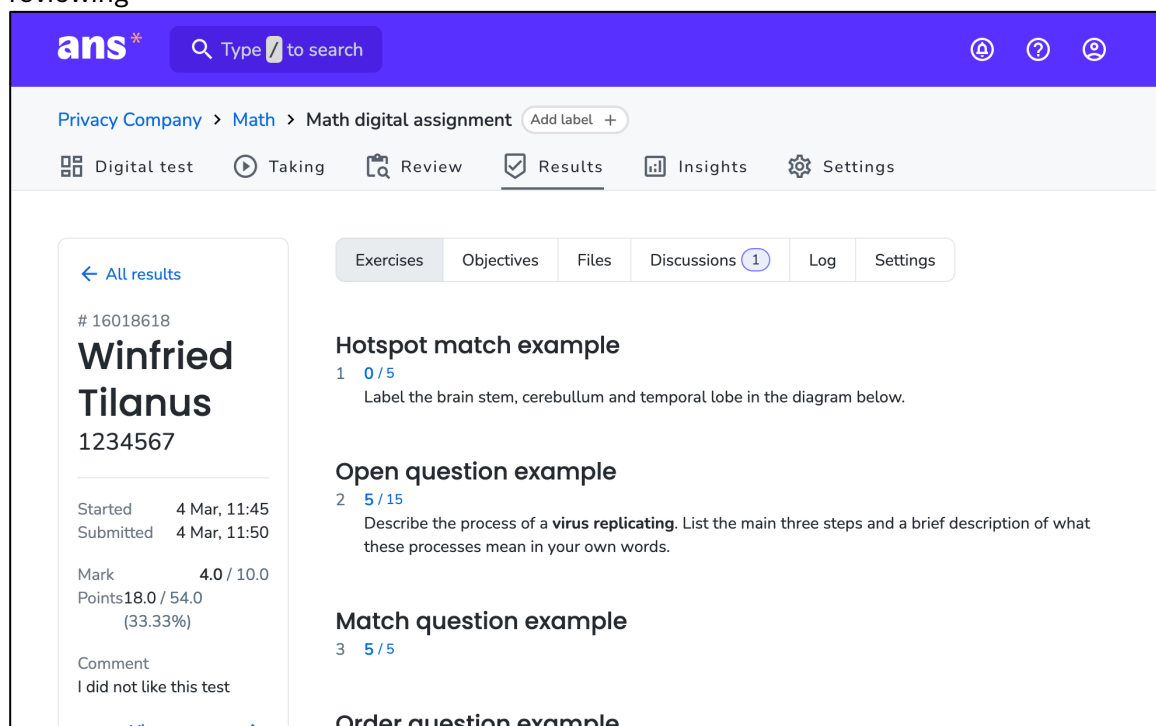 reviewing
ans*
Type / to search
Privacy Company > Math > Math digital assignment Add label +
Digital test Taking Review Results Insights Settings
← All results
# 16018618
Winfried
Tilanus
1234567
Started 4 Mar, 11:45
Submitted 4 Mar, 11:50
Mark 4.0 / 10.0
Points 18.0 / 54.0
(33.33%)
Comment
I did not like this test
Exercises Objectives Files Discussions 1 Log Settings
Hotspot match example
1 0 / 5
Label the brain stem, cerebullum and temporal lobe in the diagram below.
Open question example
2 5 / 15
Describe the process of a virus replicating. List the main three steps and a brief description of what
these processes mean in your own words.
Match question example
3 5 / 5
Order question example